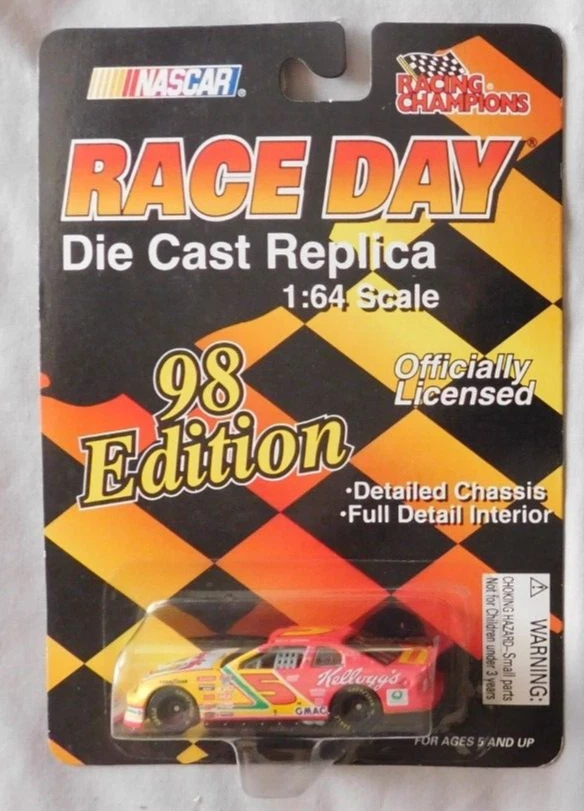 NASCAR®
RACING®
CHAMPIONS
RACE DAY®
Die Cast Replica
1:64 Scale
98
Edition
Officially
Licensed
•Detailed Chassis
•Full Detail Interior
WARNING:
CHOKING HAZARD–Small parts
Not for Children under 3 years
Kellogg's
5
GMAC
FOR AGES 5 AND UP